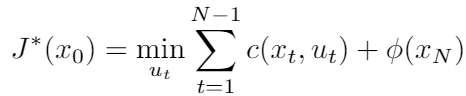 J^*(x_0) = \min_{u_t} \sum_{t=1}^{N-1} c(x_t, u_t) + \phi(x_N)